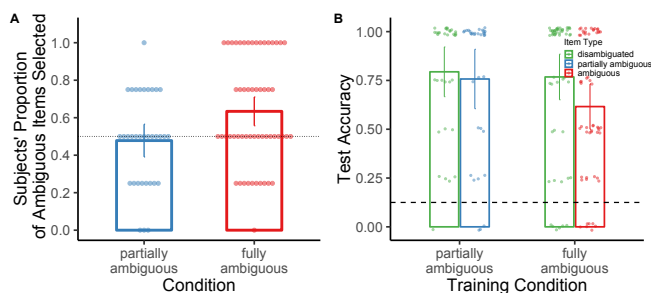 A
Subjects' Proportion
of Ambiguous Items Selected
1.0
0.8
0.6
0.4
0.2
0.0
partially
ambiguous
fully
ambiguous
Condition
B
Test Accuracy
1.00
0.75
0.50
0.25
0.00
Item Type
disambiguated
partially ambiguous
ambiguous
partially
ambiguous
fully
ambiguous
Training Condition